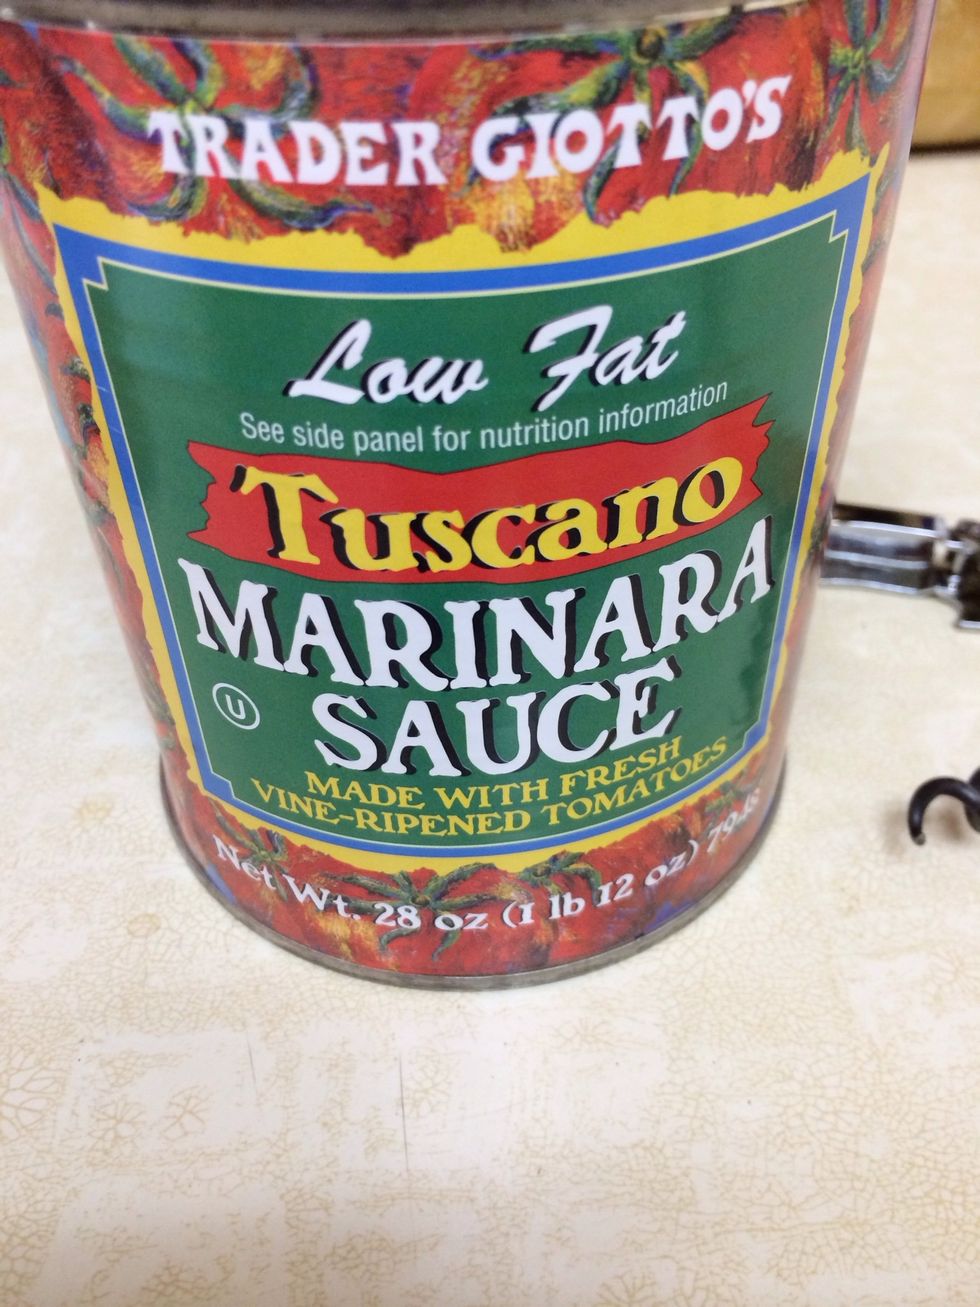 TRADER GIOTTO'S
Low Fat
See side panel for nutrition information
Tuscano
MARINARA
SAUCE
U
MADE WITH FRESH
VINE-RIPENED TOMATOES
Net Wt. 28 oz (1 lb 12 oz)